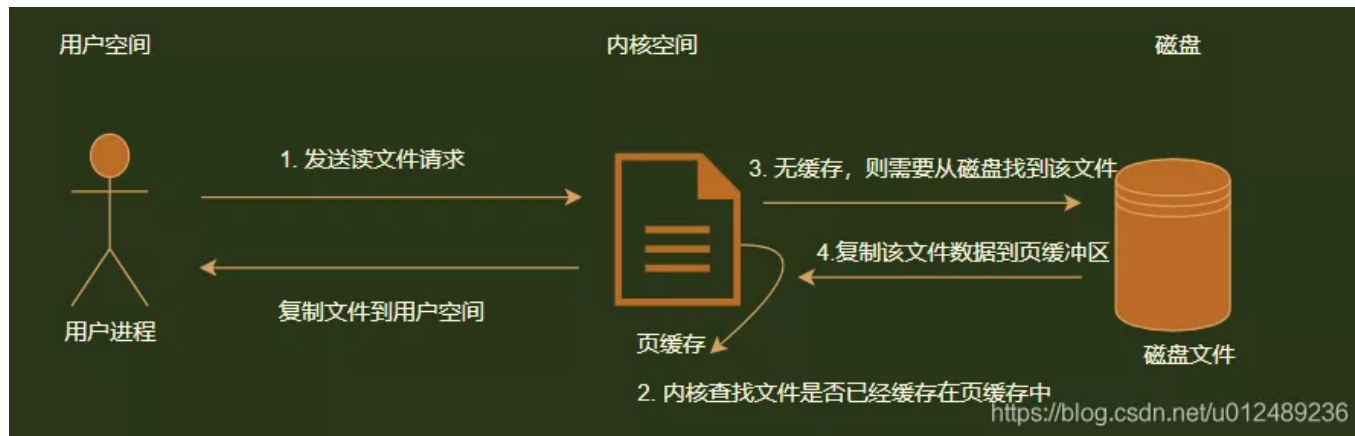 用户空间
内核空间
磁盘
1. 发送读文件请求
3. 无缓存，则需要从磁盘找到该文件
4.复制该文件数据到页缓冲区
复制文件到用户空间
用户进程
页缓存
磁盘文件
2. 内核查找文件是否已经缓存在页缓存中
https://blog.csdn.net/u012489236